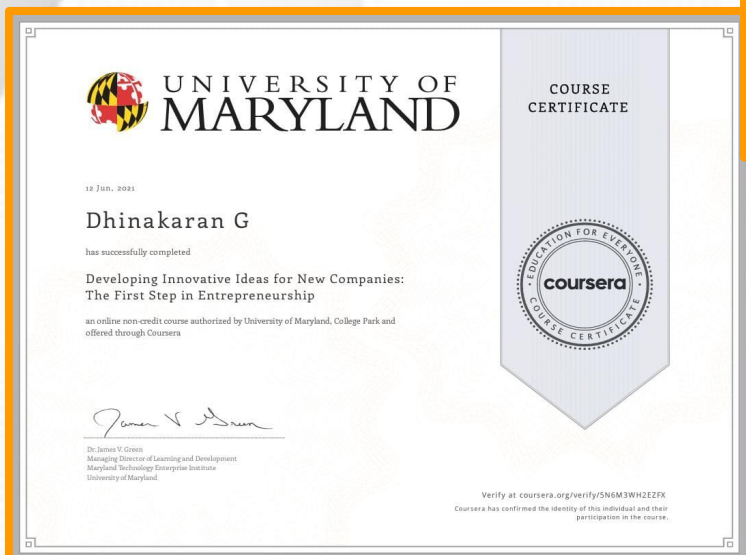 UNIVERSITY OF
MARYLAND
COURSE
CERTIFICATE
12 Jun, 2021
Dhinakaran G
has successfully completed
Developing Innovative Ideas for New Companies:
The First Step in Entrepreneurship
an online non-credit course authorized by University of Maryland, College Park and
offered through Coursera
EDUCATION FOR EVERYONE
coursera
COURSE CERTIFICATE
James V Green
Dr. James V. Green
Managing Director of Learning and Development
Maryland Technology Enterprise Institute
University of Maryland
Verify at coursera.org/verify/5N6M3WH2EZFX
Coursera has confirmed the identity of this individual and their
participation in the course.